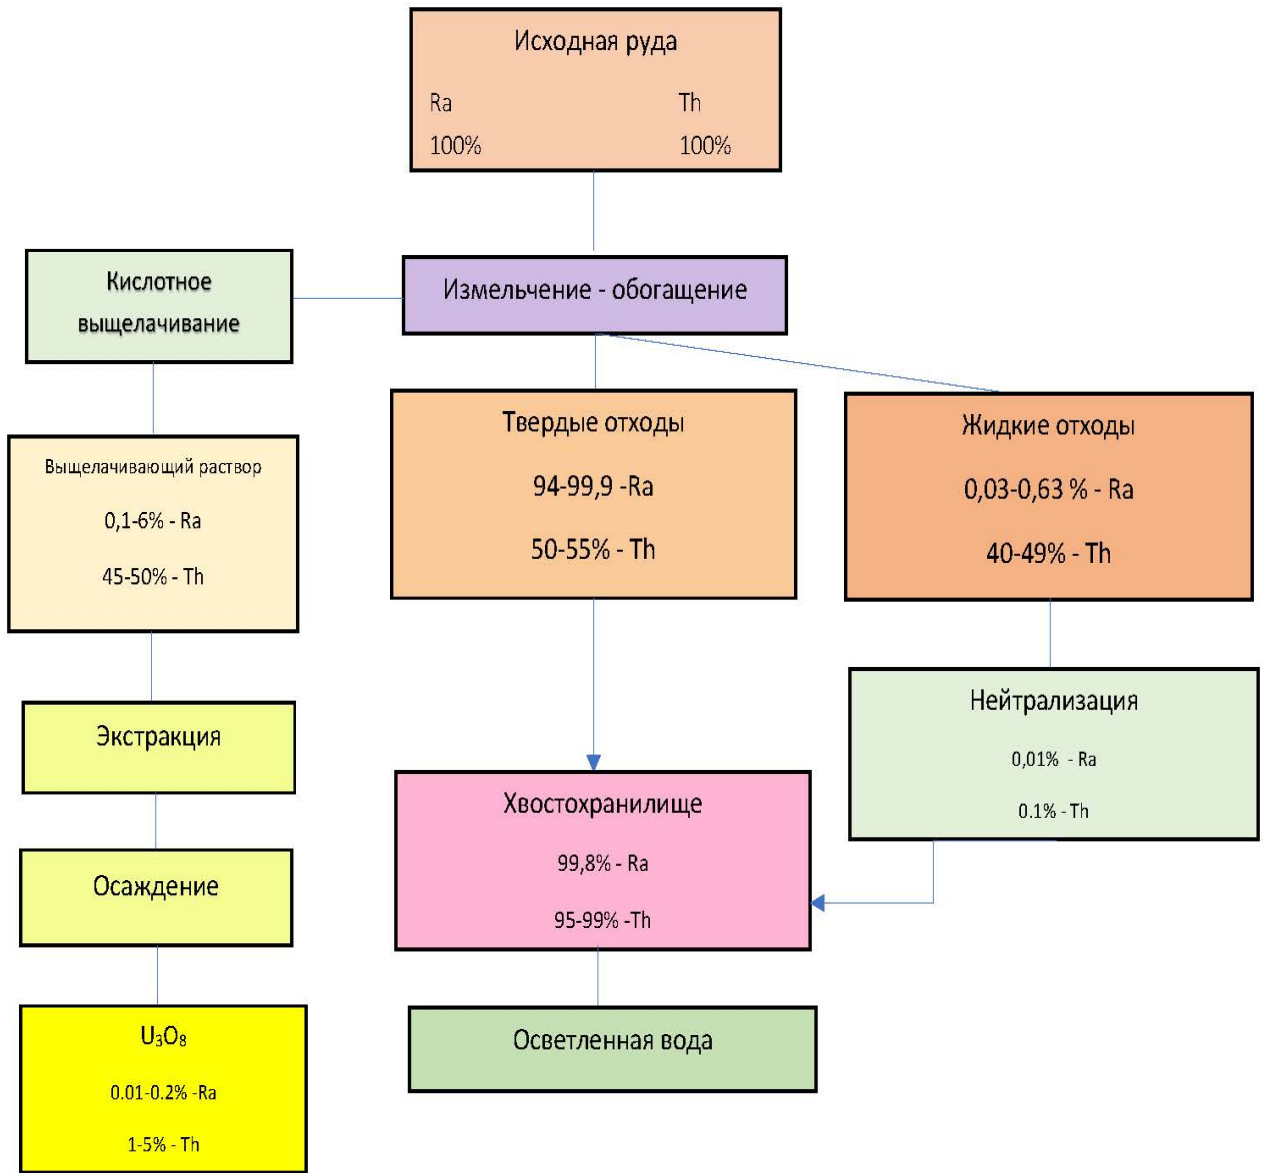 Исходная руда
Ra Th
100% 100%
Кислотное
выщелачивание
Измельчение - обогащение
Выщелачивающий раствор
0,1-6% - Ra
45-50% - Th
Твердые отходы
94-99,9 -Ra
50-55% - Th
Жидкие отходы
0,03-0,63 % - Ra
40-49% - Th
Экстракция
Нейтрализация
0,01% - Ra
0.1% - Th
Хвостохранилище
99,8% - Ra
95-99% -Th
Осаждение
U₃O₈
0.01-0.2% -Ra
1-5% - Th
Осветленная вода